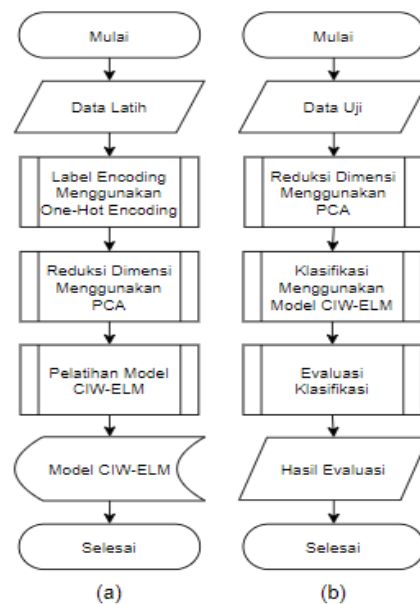 Mulai
Data Latih
Label Encoding
Menggunakan
One-Hot Encoding
Reduksi Dimensi
Menggunakan
PCA
Pelatihan Model
CIW-ELM
Model CIW-ELM
Selesai
(a)
Mulai
Data Uji
Reduksi Dimensi
Menggunakan
PCA
Klasifikasi
Menggunakan
Model CIW-ELM
Evaluasi
Klasifikasi
Hasil Evaluasi
Selesai
(b)